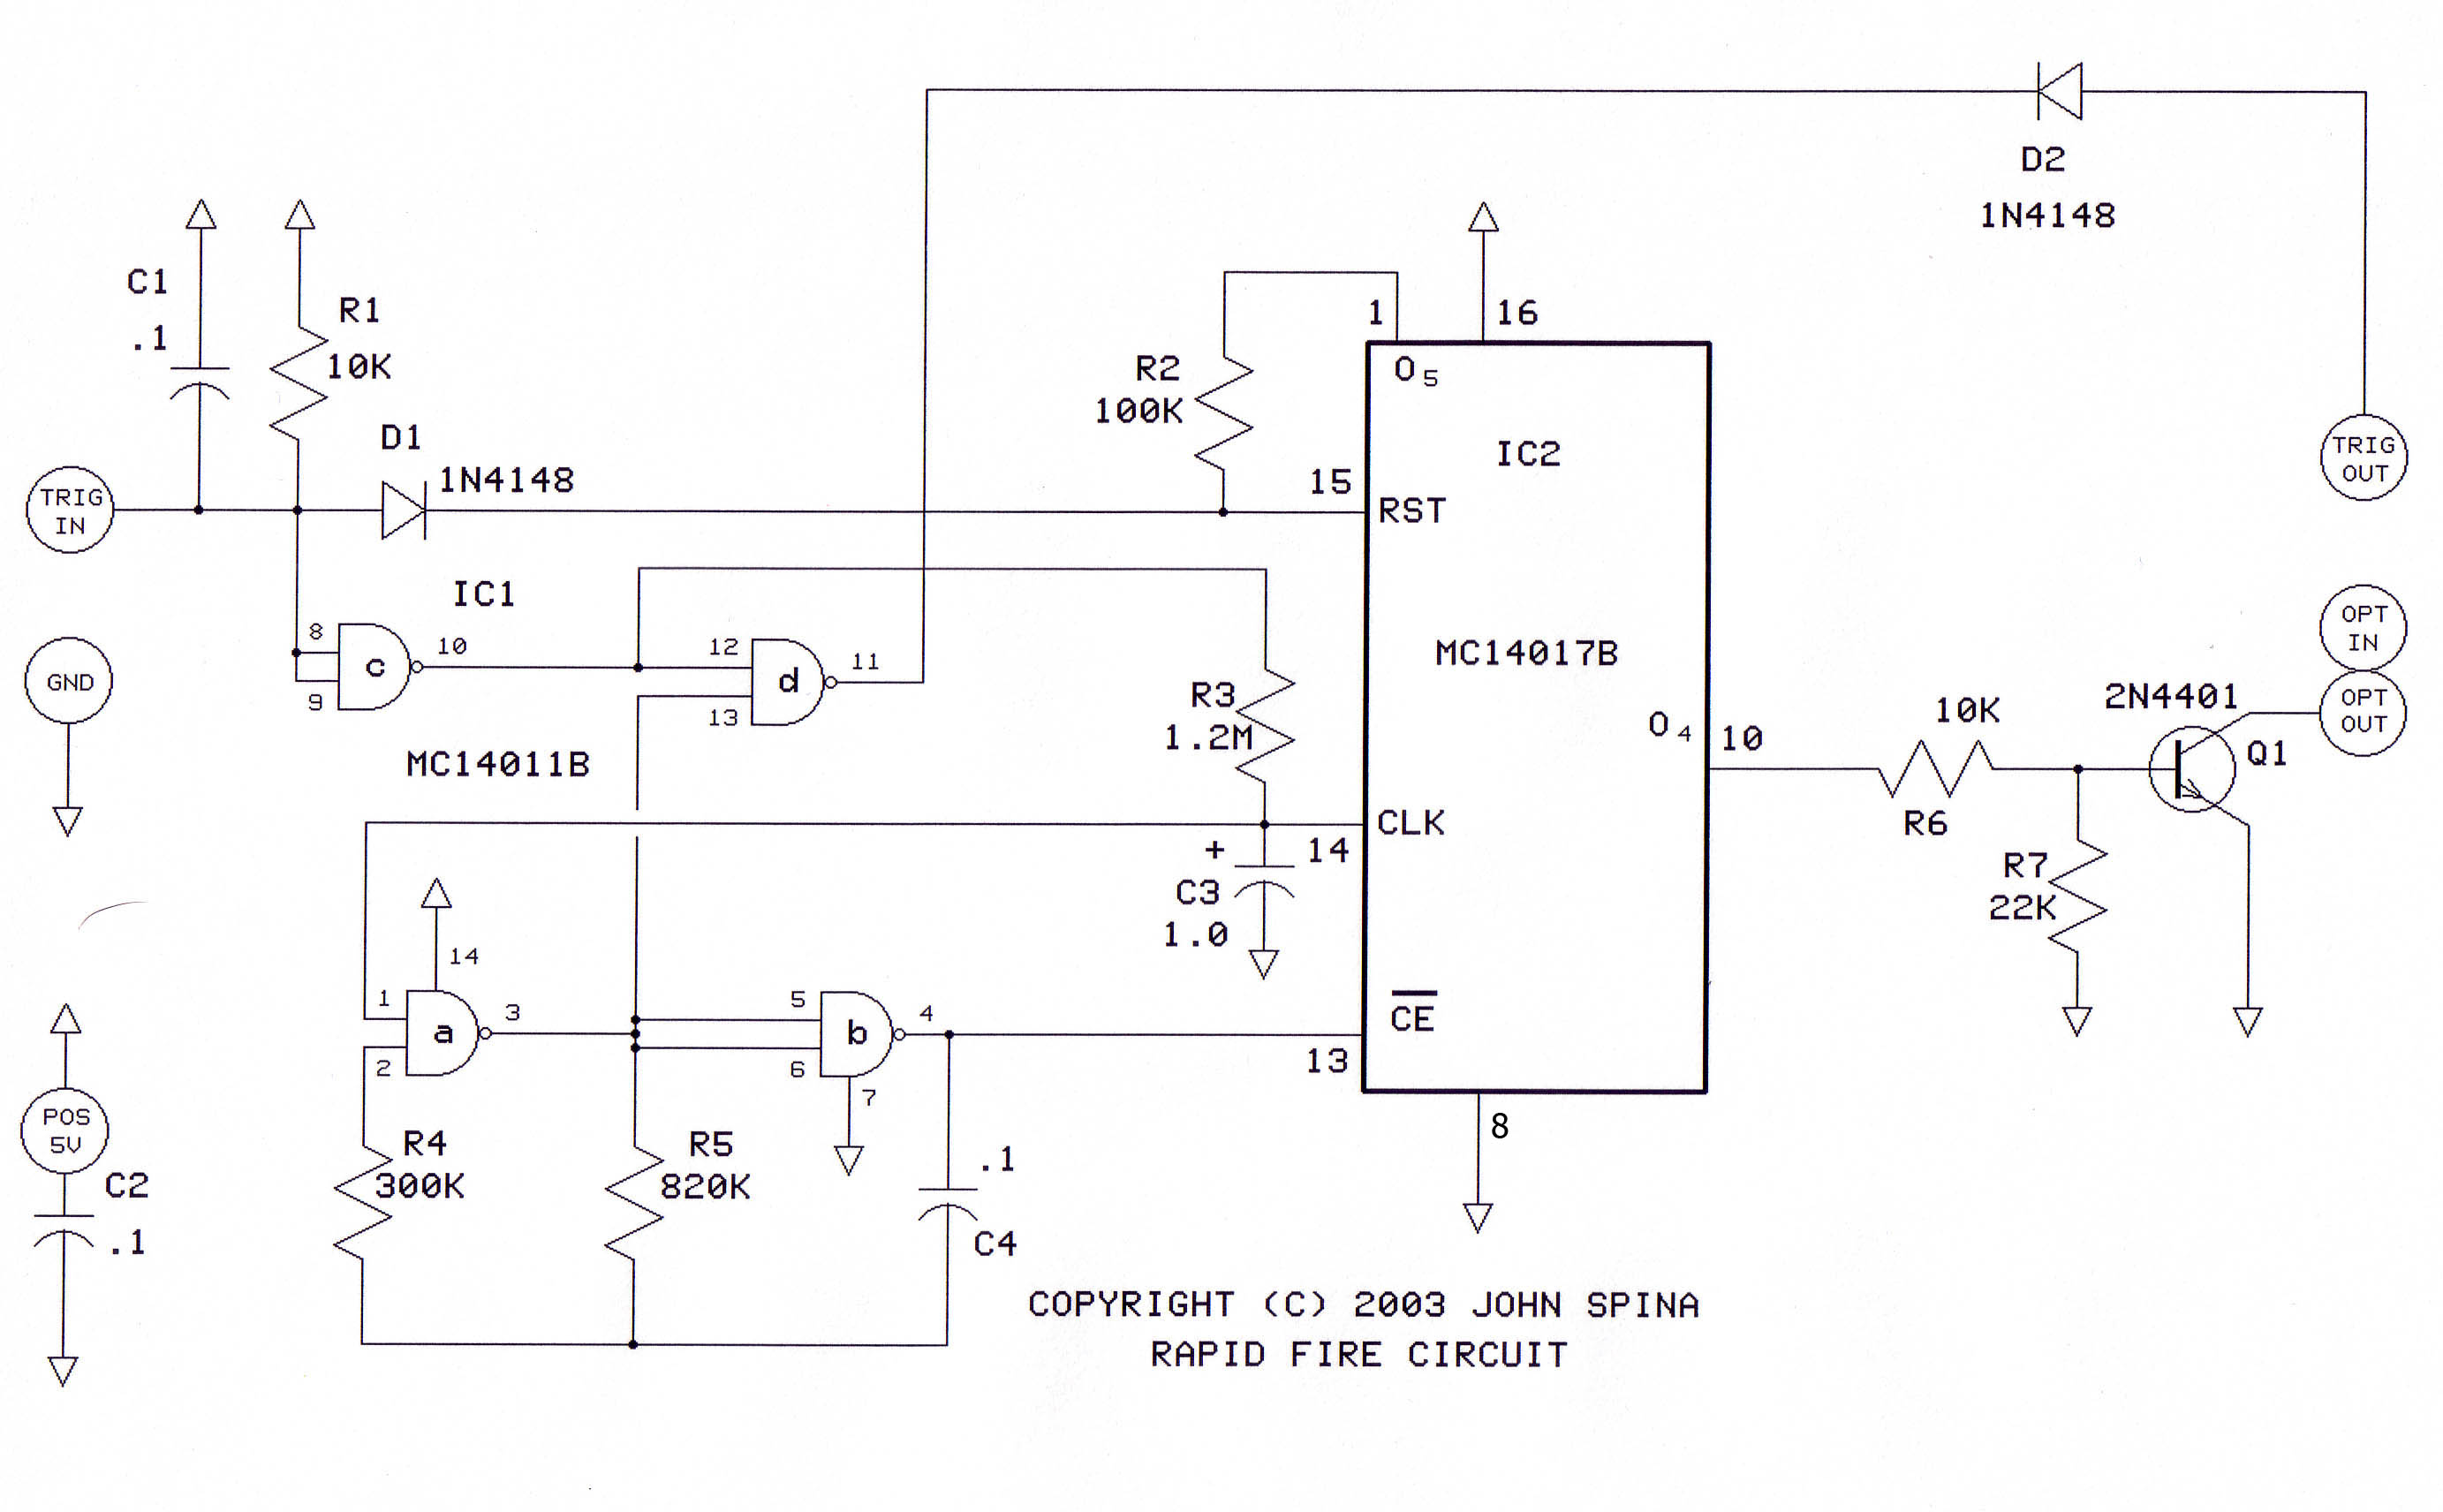 D2
1N4148
C1
.1
R1
10K
D1
1N4148
TRIG
IN
R2
100K
1
16
O5
IC2
15
RST
TRIG
OUT
IC1
8
9
c
10
12
13
d
11
GND
MC14011B
R3
1.2M
MC14017B
O4
10
10K
R6
2N4401
Q1
OPT
IN
OPT
OUT
CLK
14
+
C3
1.0
R7
22K
14
1
2
a
3
5
6
b
4
7
CE
13
8
POS
5V
C2
.1
R4
300K
R5
820K
.1
C4
COPYRIGHT (C) 2003 JOHN SPINA
RAPID FIRE CIRCUIT